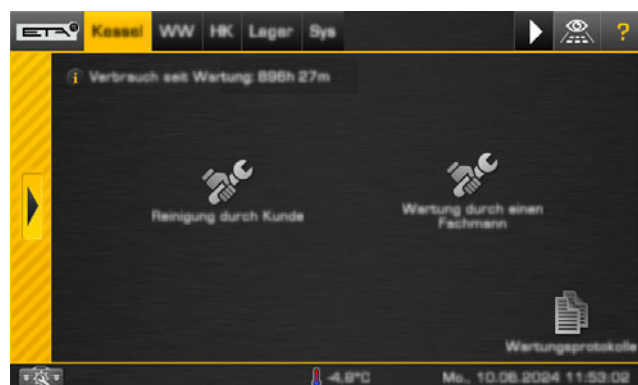 ETA Kessel WW HK Lager Sys ?
i Verbrauch seit Wartung: 896h 27m
Reinigung durch Kunde
Wartung durch einen
Fachmann
Wartungsprotokolle
-4.8°C Mo., 10.06.2024 11:53:02